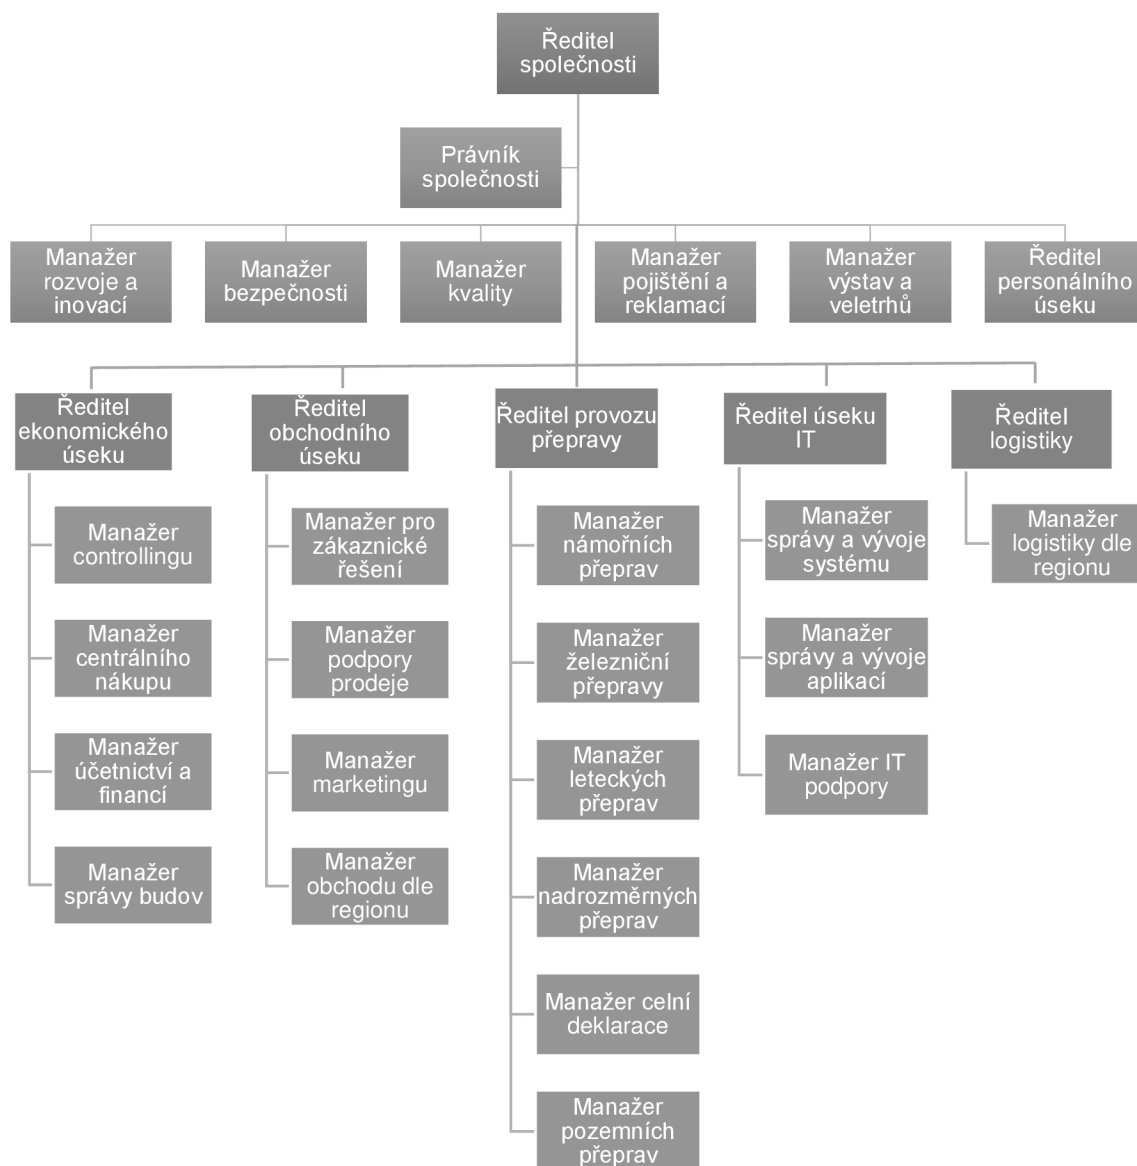 Ředitel
společnosti
Právník
společnosti
Manažer
rozvoje a
inovací
Manažer
bezpečnosti
Manažer
kvality
Manažer
pojištění a
reklamací
Manažer
výstav a
veletrhů
Ředitel
personálního
úseku
Ředitel
ekonomického
úseku
Manažer
controllingu
Manažer
centrálního
nákupu
Manažer
účetnictví a
financí
Manažer
správy budov
Ředitel
obchodního
úseku
Manažer pro
zákaznické
řešení
Manažer
podpory
prodeje
Manažer
marketingu
Manažer
obchodu dle
regionu
Ředitel provozu
přepravy
Manažer
námořních
přeprav
Manažer
železniční
přepravy
Manažer
leteckých
přeprav
Manažer
nadrozměrných
přeprav
Manažer celní
deklarace
Manažer
pozemních
přeprav
Ředitel úseku
IT
Manažer
správy a vývoje
systému
Manažer
správy a vývoje
aplikací
Manažer IT
podpory
Ředitel
logistiky
Manažer
logistiky dle
regionu